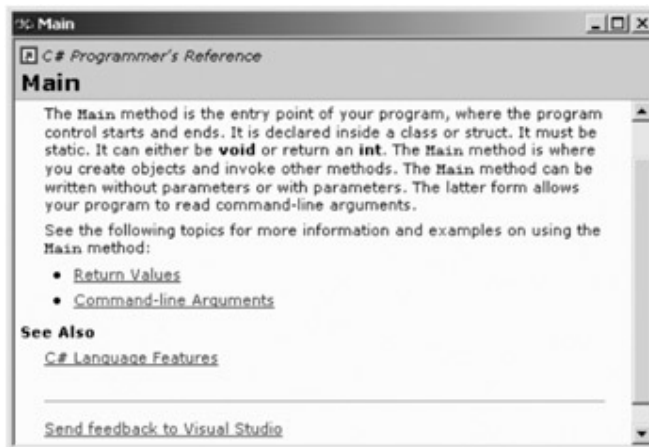 Main
C# Programmer's Reference
Main
The Main method is the entry point of your program, where the program
control starts and ends. It is declared inside a class or struct. It must be
static. It can either be void or return an int. The Main method is where
you create objects and invoke other methods. The Main method can be
written without parameters or with parameters. The latter form allows
your program to read command-line arguments.
See the following topics for more information and examples on using the
Main method:
• Return Values
• Command-line Arguments
See Also
C# Language Features
Send feedback to Visual Studio